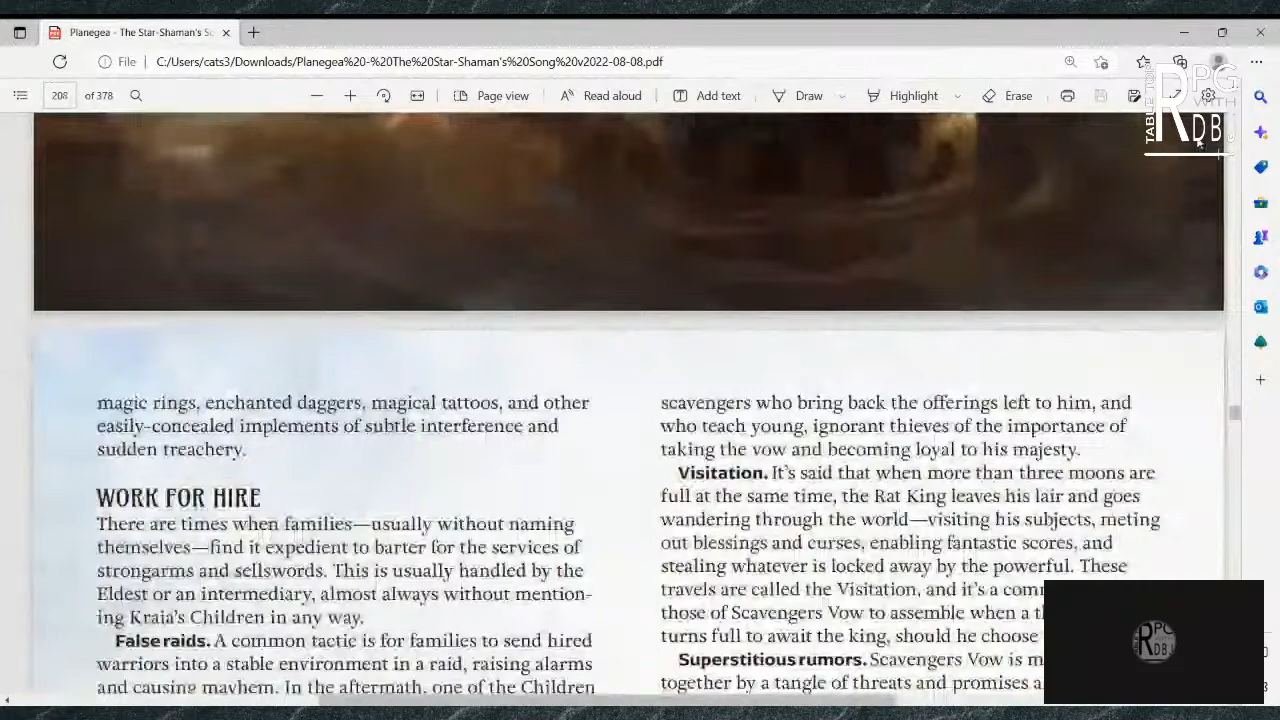 Planegea - The Star-Shaman's Sc
File
C:/Users/cats3/Downloads/Planegea%20-%20The%20Star-Shaman's%20Song%20v2022-08-08.pdf
208 of 378
Page view
Read aloud
Add text
Draw
Highlight
Erase
TABLE TOP
RPG
WITH
RDBJ
magic rings, enchanted daggers, magical tattoos, and other
easily-concealed implements of subtle interference and
sudden treachery.
WORK FOR HIRE
There are times when families—usually without naming
themselves—find it expedient to barter for the services of
strongarms and sellswords. This is usually handled by the
Eldest or an intermediary, almost always without mention-
ing Kraia's Children in any way.
False raids. A common tactic is for families to send hired
warriors into a stable environment in a raid, raising alarms
and causing mayhem. In the aftermath, one of the Children
scavengers who bring back the offerings left to him, and
who teach young, ignorant thieves of the importance of
taking the vow and becoming loyal to his majesty.
Visitation. It's said that when more than three moons are
full at the same time, the Rat King leaves his lair and goes
wandering through the world—visiting his subjects, meting
out blessings and curses, enabling fantastic scores, and
stealing whatever is locked away by the powerful. These
travels are called the Visitation, and it's a com
those of Scavengers Vow to assemble when a
turns full to await the king, should he choose
Superstitious rumors. Scavengers Vow is
together by a tangle of threats and promises